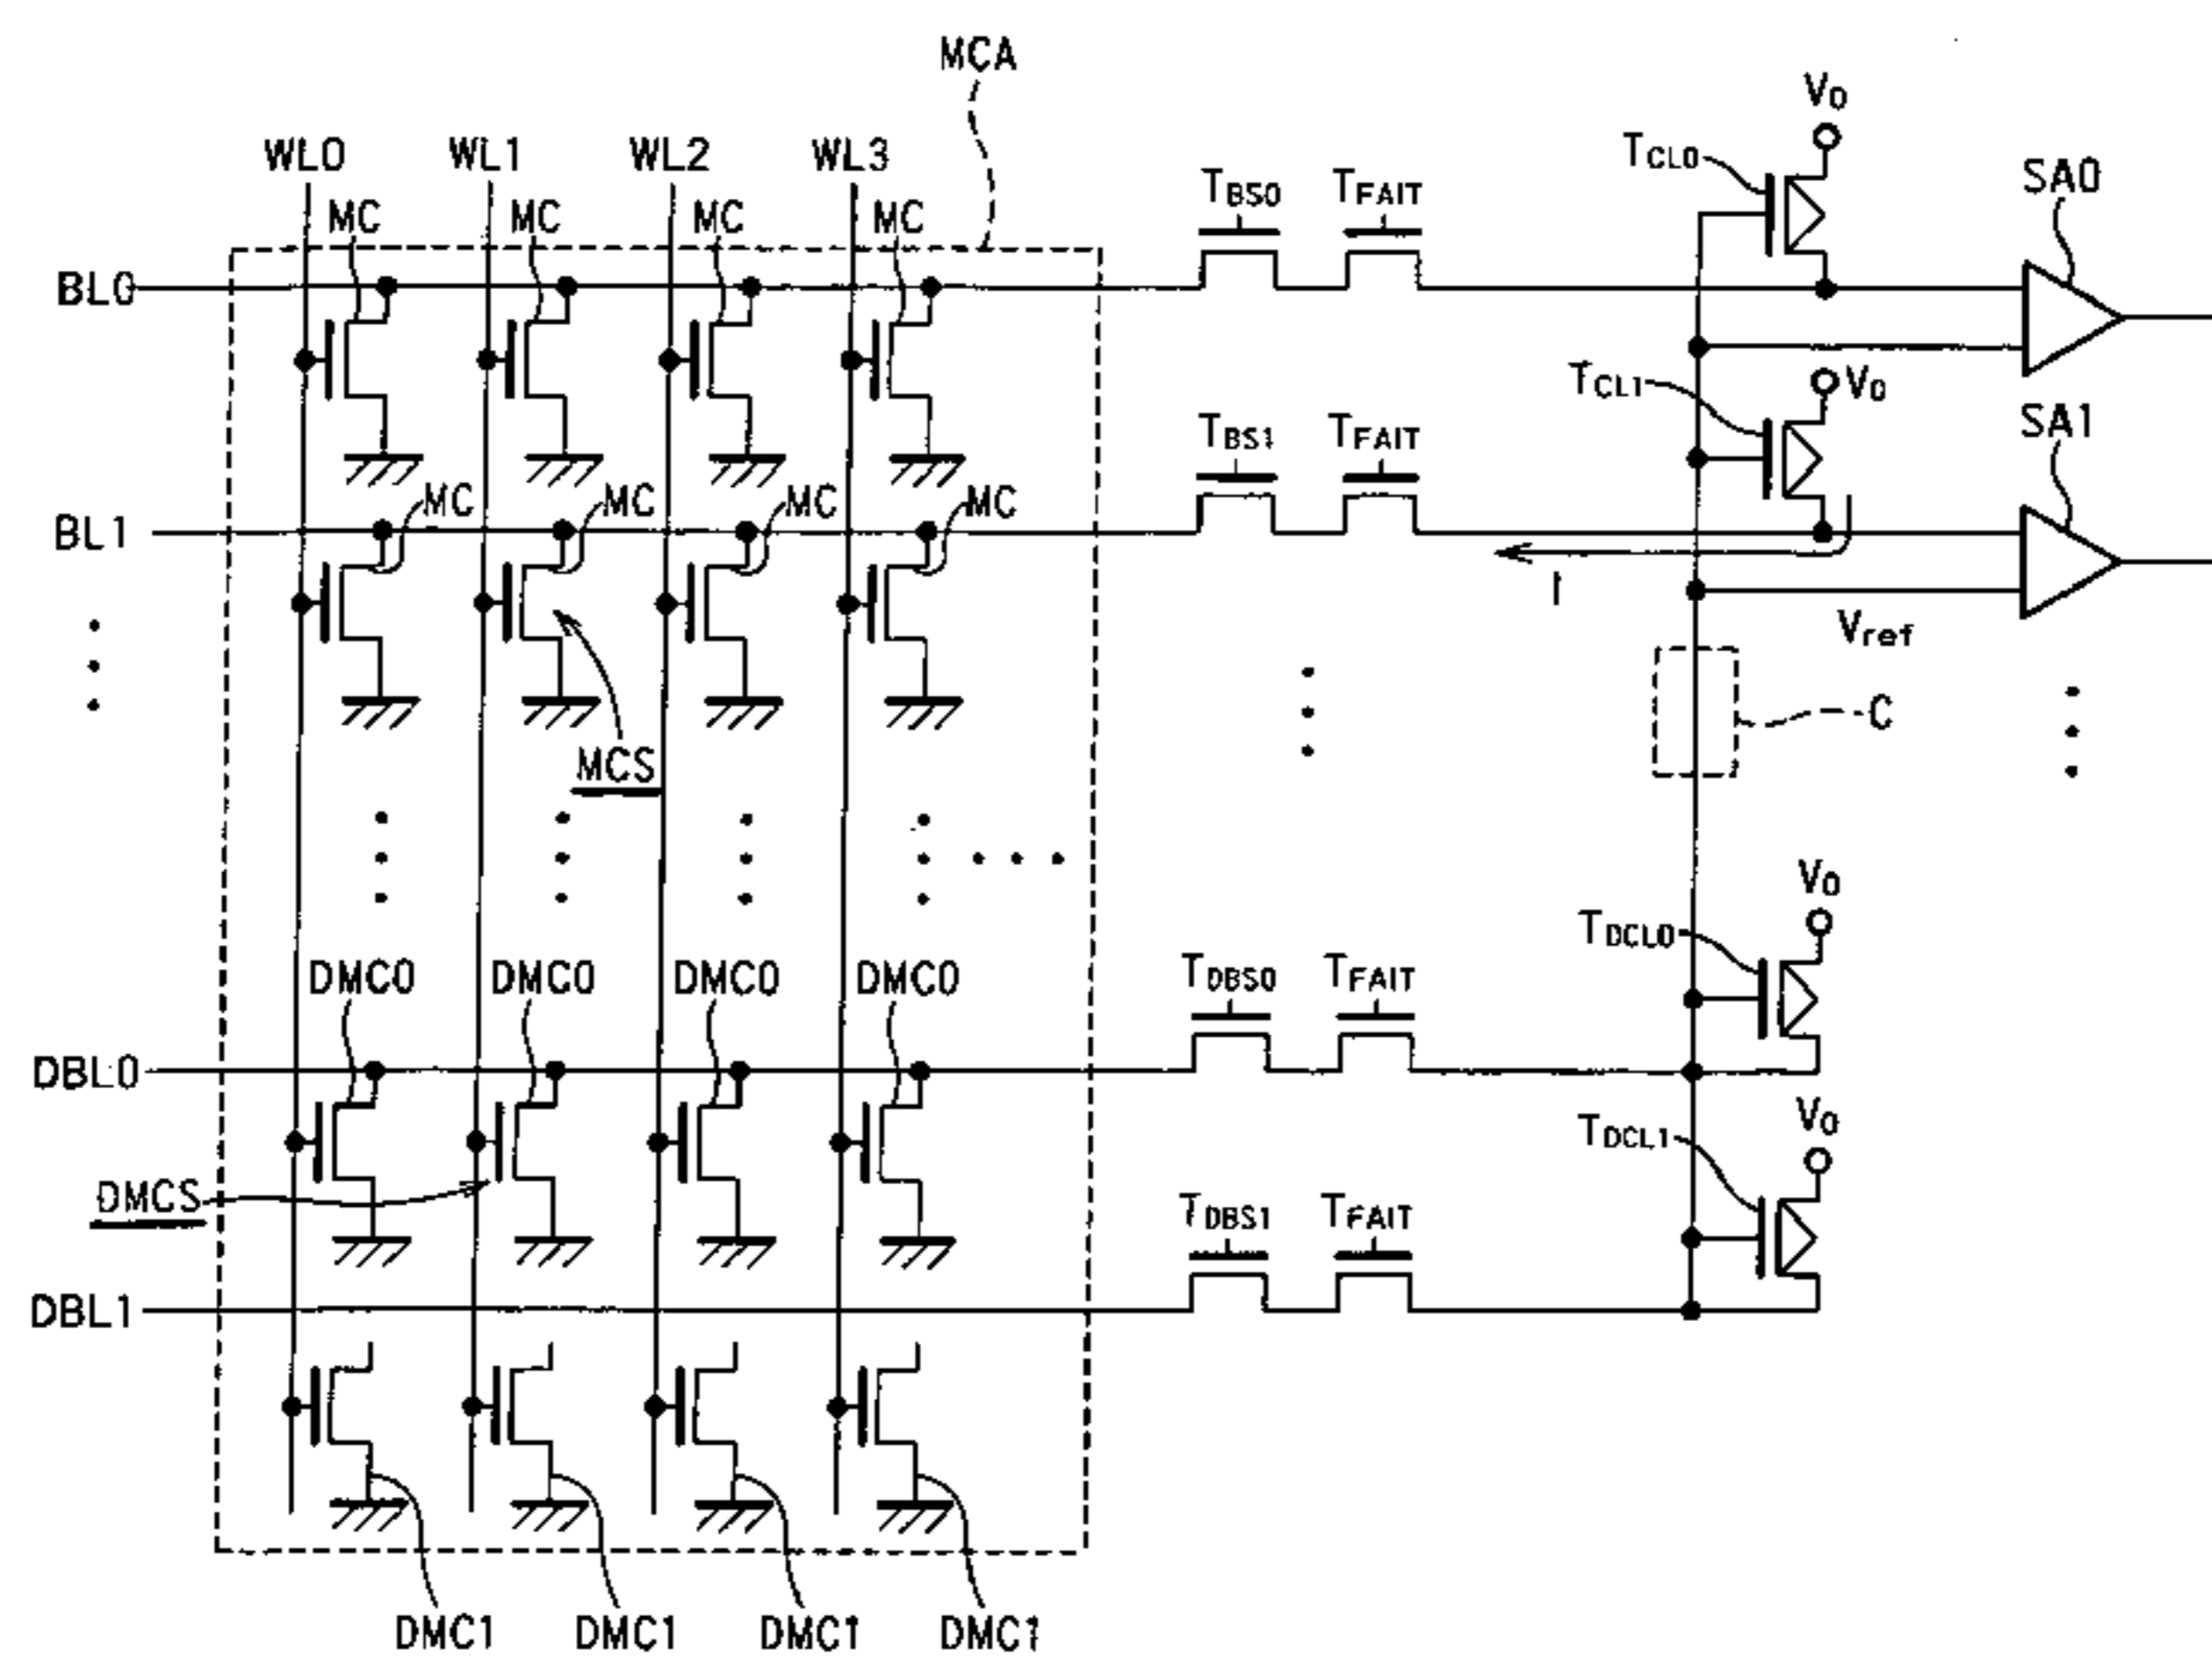 MCA
V0
WL0 WL1 WL2 WL3
TCL0
SA0
TBS0 TFAIT
MC MC MC MC
BL0
TCL1
V0
SA1
TBS1 TFAIT
MC MC MC MC
BL1
I
Vref
MCS
C
V0
TDCL0
DMC0 DMC0 DMC0 DMC0
TDBS0 TFAIT
DBL0
V0
TDCL1
DMCS
TDBS1 TFAIT
DBL1
DMC1 DMC1 DMC1 DMC1